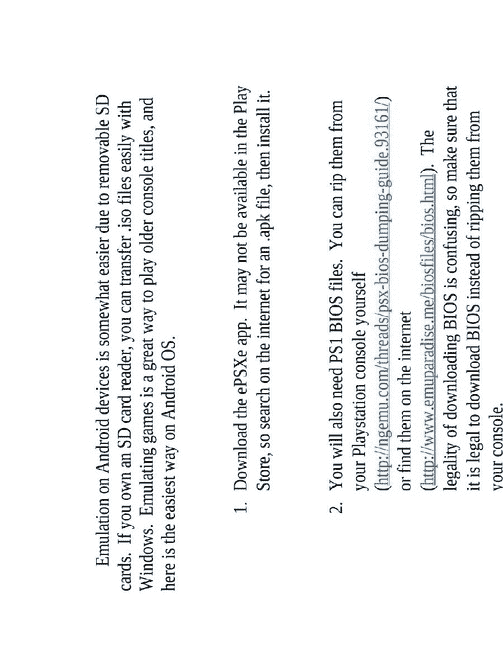 Emulation on Android devices is somewhat easier due to removable SD
cards. If you own an SD card reader, you can transfer .iso files easily with
Windows. Emulating games is a great way to play older console titles, and
here is the easiest way on Android OS.
1. Download the ePSXe app. It may not be available in the Play
Store, so search on the internet for an .apk file, then install it.
2. You will also need PS1 BIOS files. You can rip them from
your Playstation console yourself
(http://ngemu.com/threads/psx-bios-dumping-guide.93161/)
or find them on the internet
(http://www.emuparadise.me/biosfiles/bios.html). The
legality of downloading BIOS is confusing, so make sure that
it is legal to download BIOS instead of ripping them from
your console.